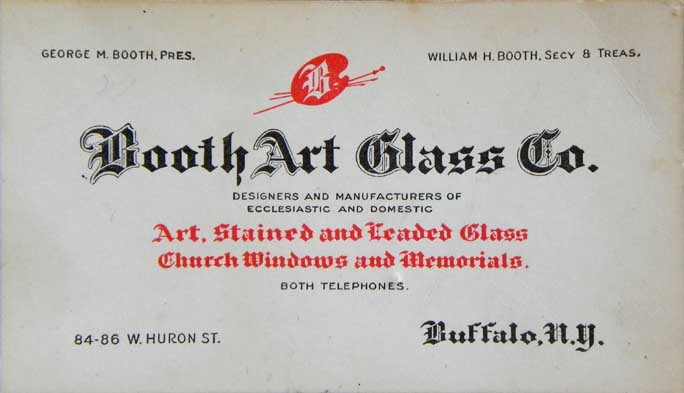 GEORGE M. BOOTH, PRES.
WILLIAM H. BOOTH, SECY & TREAS.
B
Booth Art Glass Co.
DESIGNERS AND MANUFACTURERS OF
ECCLESIASTIC AND DOMESTIC
Art, Stained and Leaded Glass
Church Windows and Memorials.
BOTH TELEPHONES.
84-86 W. HURON ST.
Buffalo, N.Y.